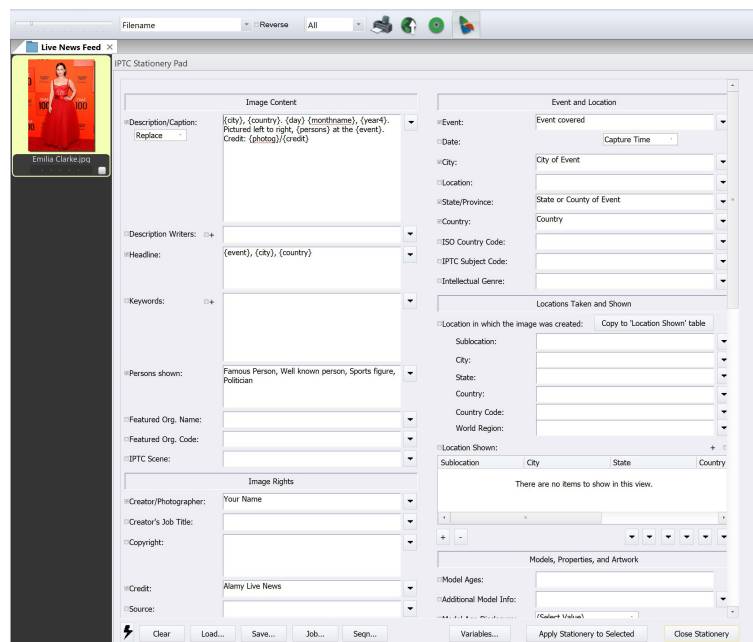 Filename
Reverse
All
Live News Feed ×
IPTC Stationery Pad
100
100
Emilia Clarke.jpg
Image Content
Description/Caption:
Replace
{city}, {country}. {day} {monthname}, {year4}.
Pictured left to right, {persons} at the {event}.
Credit: {photog}/{credit}
Description Writers:
+
Headline:
{event}, {city}, {country}
Keywords:
+
Persons shown:
Famous Person, Well known person, Sports figure,
Politician
Featured Org. Name:
Featured Org. Code:
IPTC Scene:
Image Rights
Creator/Photographer:
Your Name
Creator's Job Title:
Copyright:
Credit:
Alamy Live News
Source:
Event and Location
Event:
Event covered
Date:
Capture Time
City:
City of Event
Location:
State/Province:
State or County of Event
Country:
Country
ISO Country Code:
IPTC Subject Code:
Intellectual Genre:
Locations Taken and Shown
Location in which the image was created:
Copy to 'Location Shown' table
Sublocation:
City:
State:
Country:
Country Code:
World Region:
Location Shown:
+
Sublocation City State Country
There are no items to show in this view.
+ -
Models, Properties, and Artwork
Model Ages:
Additional Model Info:
(Select Value)
Clear Load... Save... Job... Seqn... Variables... Apply Stationery to Selected Close Stationery